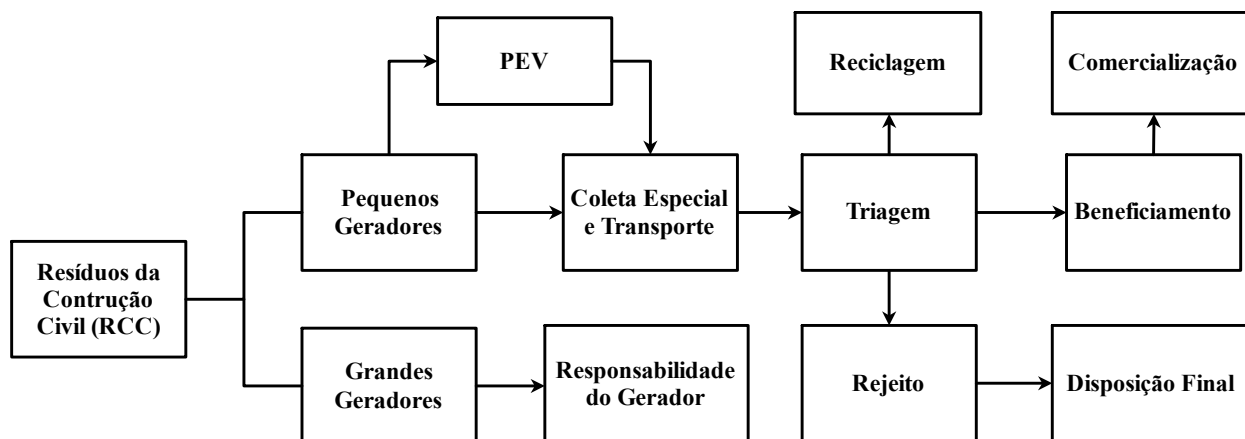 PEV
Reciclagem
Comercialização
Pequenos
Geradores
Coleta Especial
e Transporte
Triagem
Beneficiamento
Resíduos da
Contrução
Civil (RCC)
Grandes
Geradores
Responsabilidade
do Gerador
Rejeito
Disposição Final